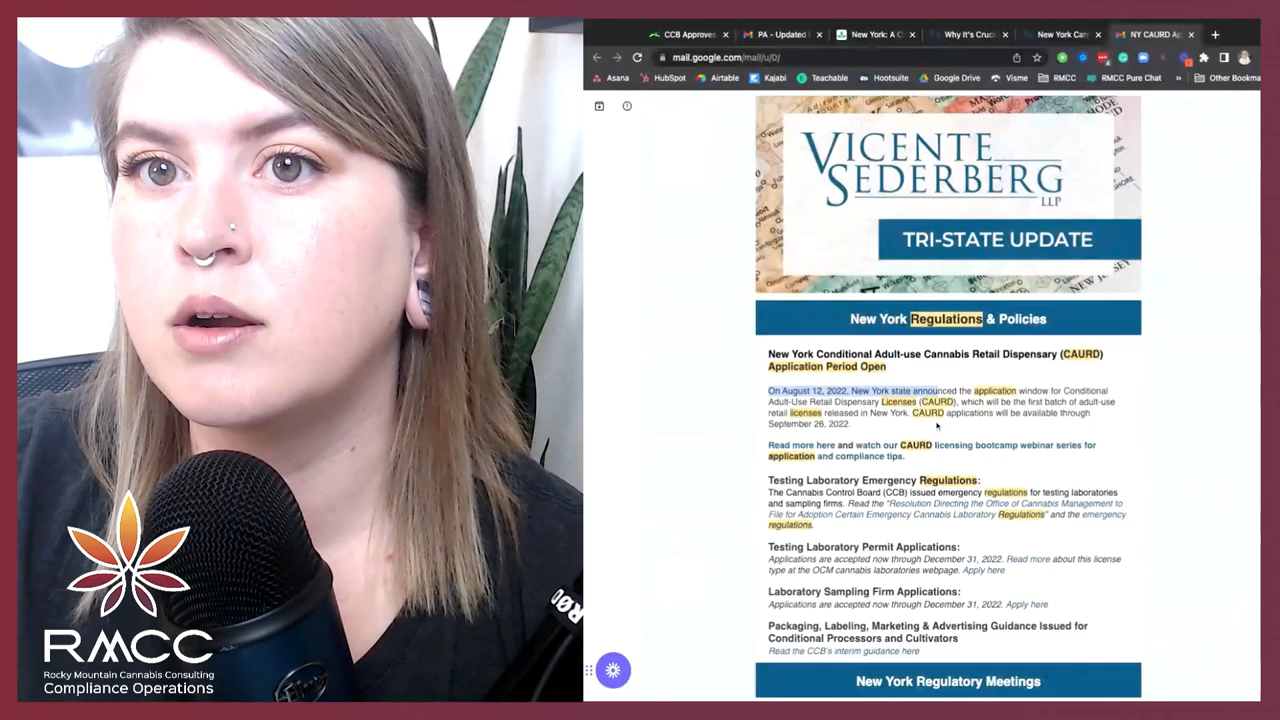 CCB Approves
PA - Updated
New York: A C
Why It's Cruc
New York Can
NY CAURD Ap
mail.google.com/mail/u/0/
Asana
HubSpot
Airtable
Kajabi
Teachable
Hootsuite
Google Drive
Visme
RMCC
RMCC Pure Chat
»
Other Bookma
VICENTE
SEDERBERG
LLP
TRI-STATE UPDATE
NEW JERSEY
New York Regulations & Policies
New York Conditional Adult-use Cannabis Retail Dispensary (CAURD)
Application Period Open
On August 12, 2022, New York state announced the application window for Conditional
Adult-Use Retail Dispensary Licenses (CAURD), which will be the first batch of adult-use
retail licenses released in New York. CAURD applications will be available through
September 26, 2022.
Read more here and watch our CAURD licensing bootcamp webinar series for
application and compliance tips.
Testing Laboratory Emergency Regulations:
The Cannabis Control Board (CCB) issued emergency regulations for testing laboratories
and sampling firms. Read the "Resolution Directing the Office of Cannabis Management to
File for Adoption Certain Emergency Cannabis Laboratory Regulations" and the emergency
regulations.
Testing Laboratory Permit Applications:
Applications are accepted now through December 31, 2022. Read more about this license
type at the OCM cannabis laboratories webpage. Apply here
Laboratory Sampling Firm Applications:
Applications are accepted now through December 31, 2022. Apply here
Packaging, Labeling, Marketing & Advertising Guidance Issued for
Conditional Processors and Cultivators
Read the CCB's interim guidance here
New York Regulatory Meetings
RMCC
Rocky Mountain Cannabis Consulting
Compliance Operations